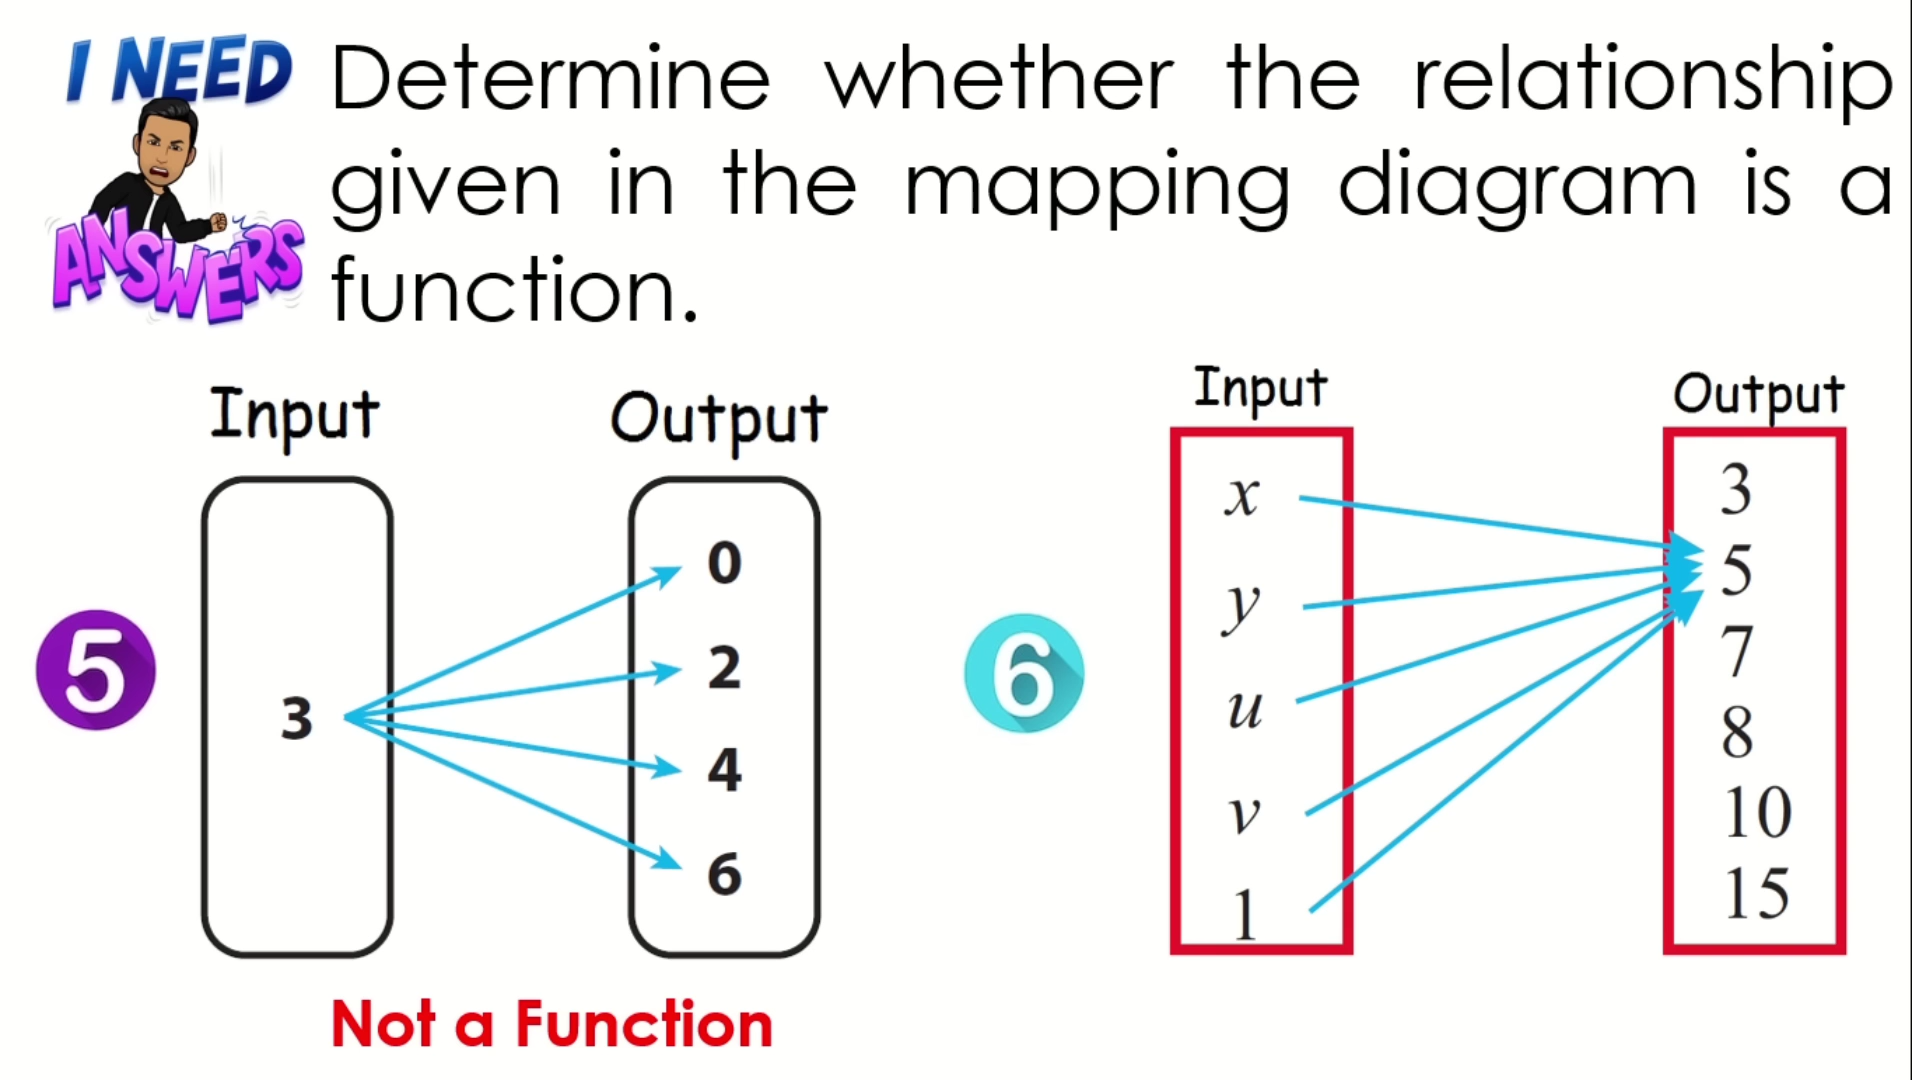 I NEED
ANSWERS
Determine whether the relationship
given in the mapping diagram is a
function.
5
Input
Output
3
0
2
4
6
Not a Function
6
Input
Output
x
y
u
v
1
3
5
7
8
10
15